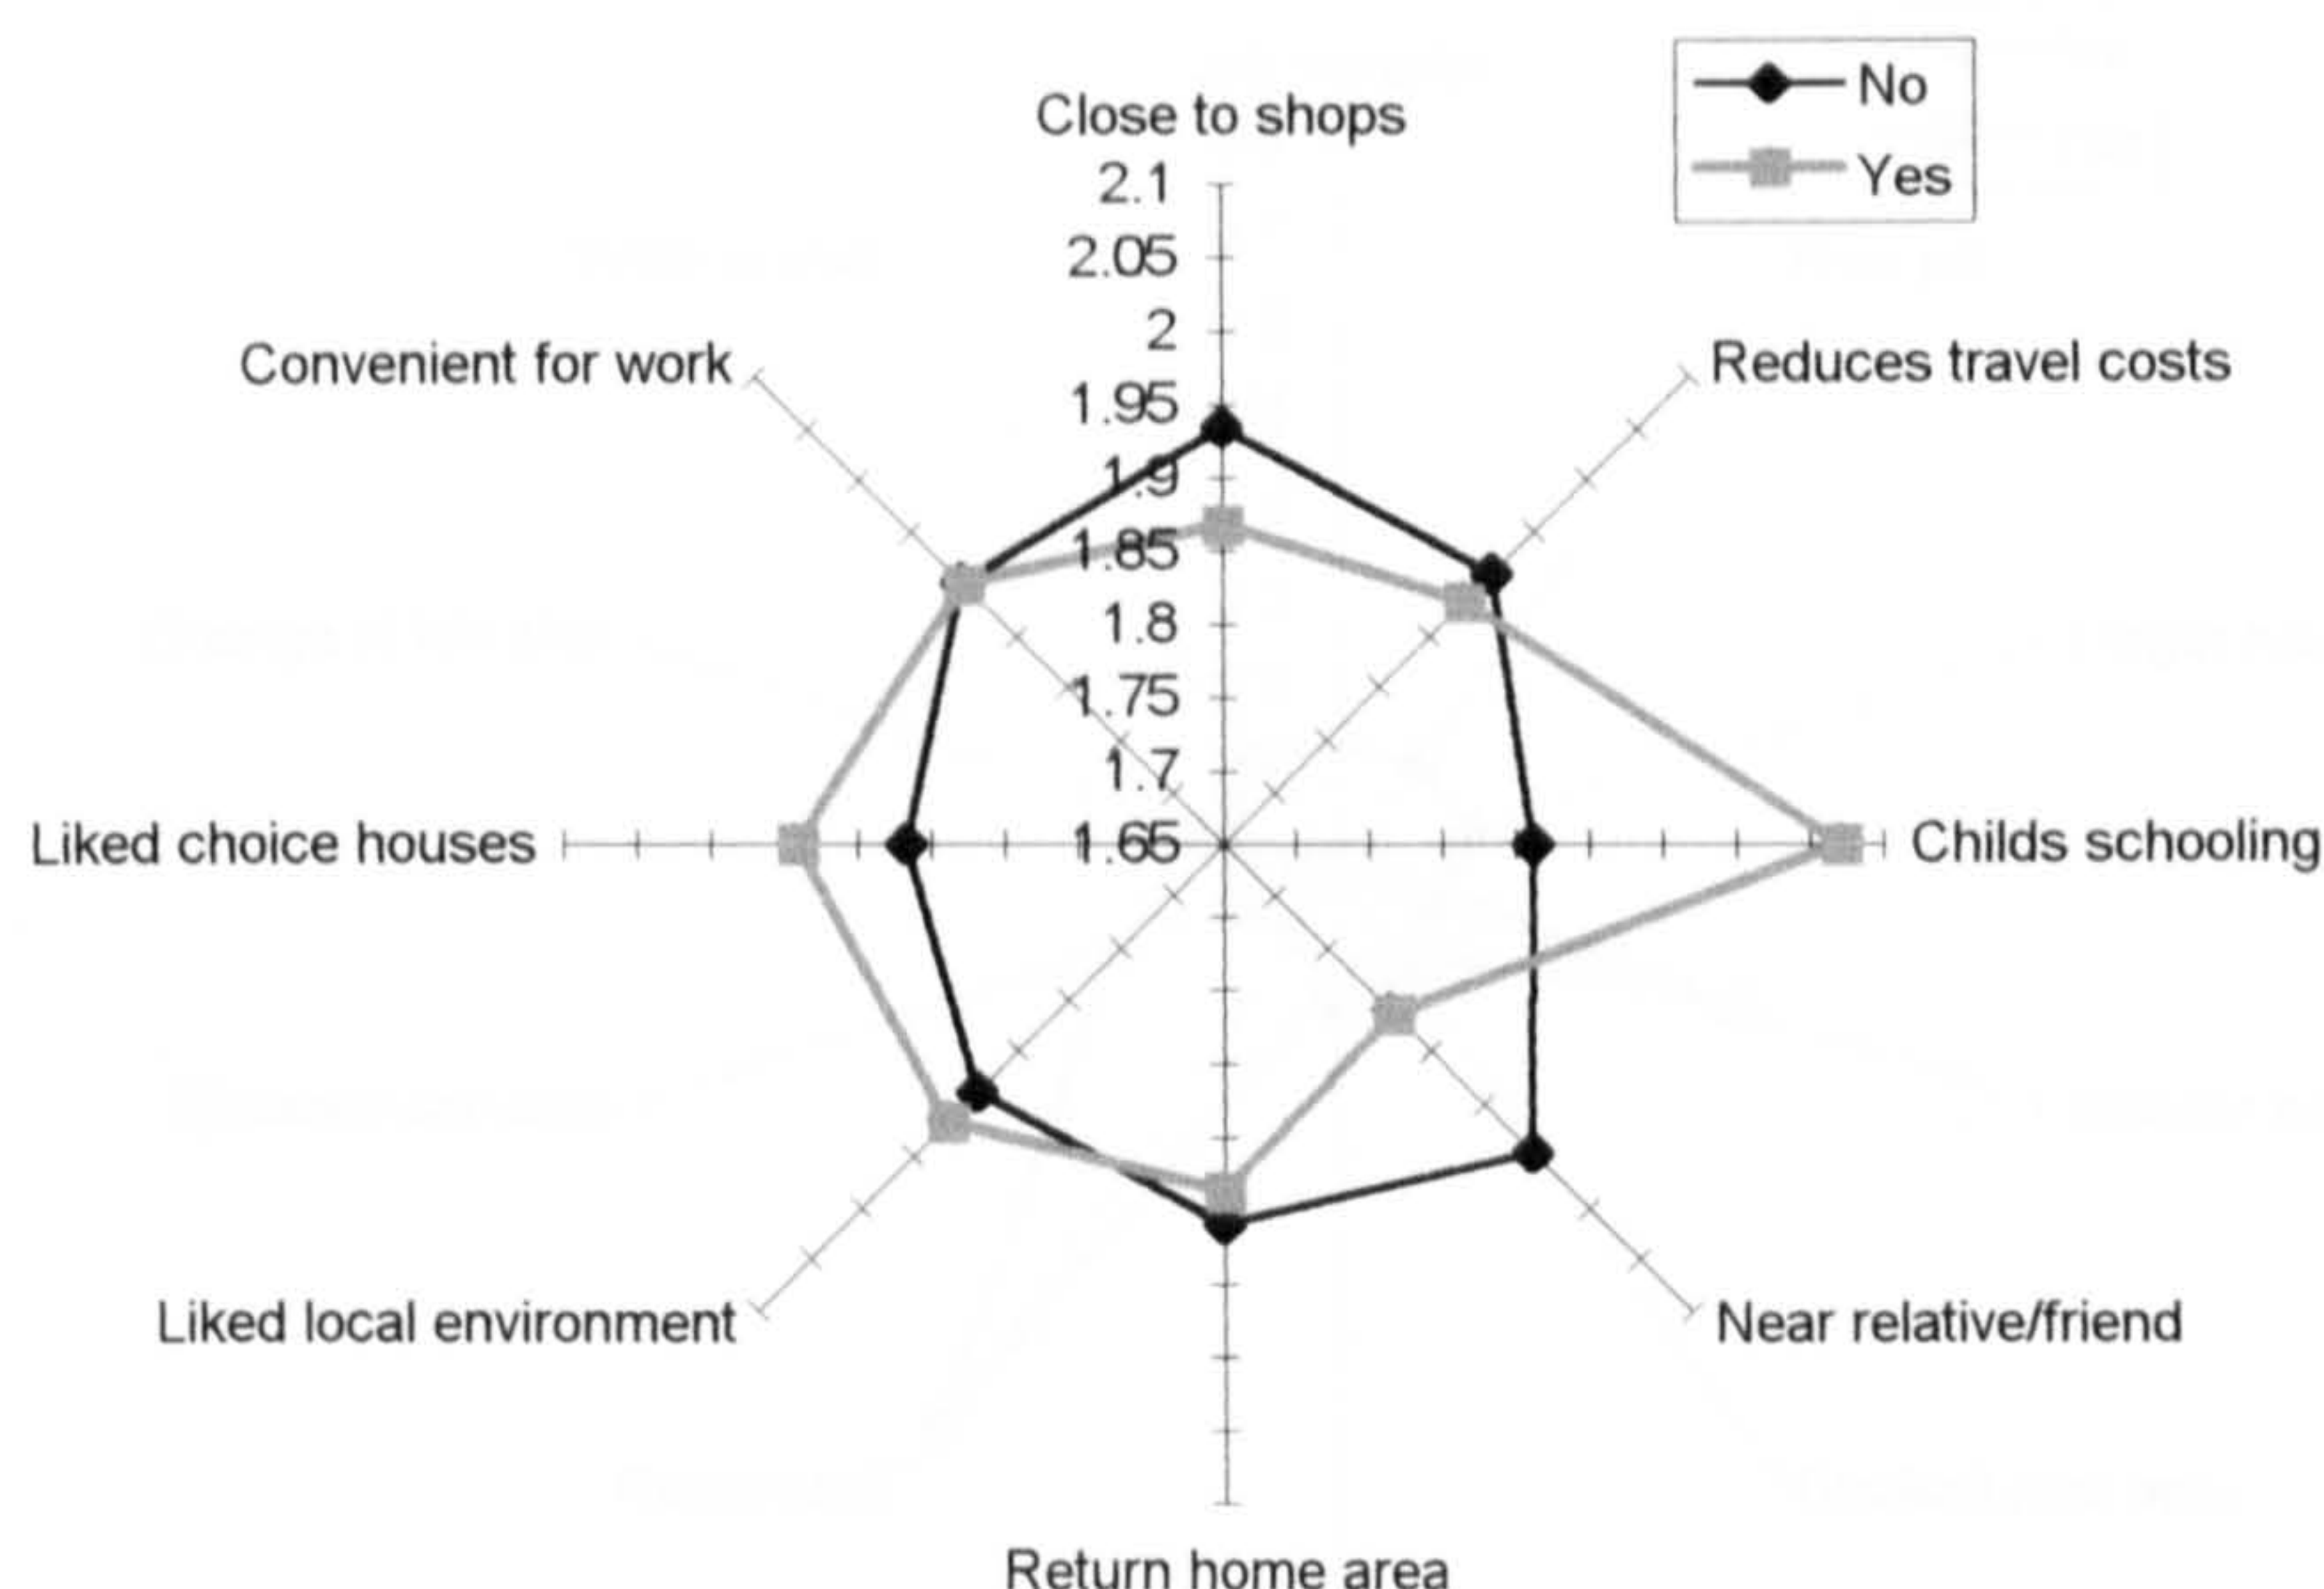 No
Yes
Close to shops
2.1
2.05
2
1.95
1.9
1.85
1.8
1.75
1.7
1.65
Convenient for work
Reduces travel costs
Liked choice houses
Childs schooling
Liked local environment
Near relative/friend
Return home area